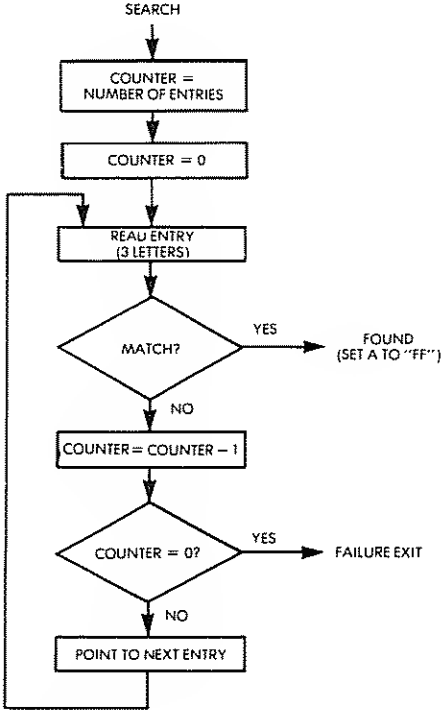 SEARCH
COUNTER =
NUMBER OF ENTRIES
COUNTER = 0
REAU ENTRY
(3 LETTERS)
MATCH?
YES
FOUND
(SET A TO "FF")
NO
COUNTER = COUNTER − 1
COUNTER = 0?
YES
FAILURE EXIT
NO
POINT TO NEXT ENTRY